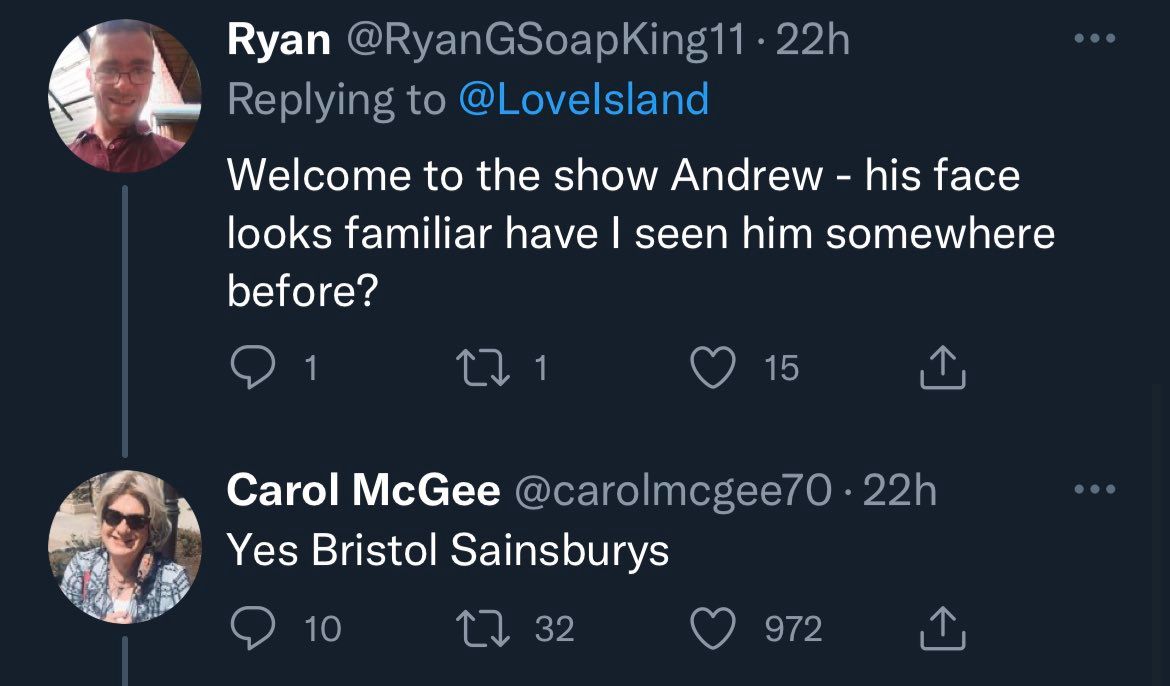 Ryan @RyanGSoapKing11 · 22h
Replying to @LoveIsland
Welcome to the show Andrew - his face
looks familiar have I seen him somewhere
before?
1 1 15
Carol McGee @carolmcgee70 · 22h
Yes Bristol Sainsburys
10 32 972